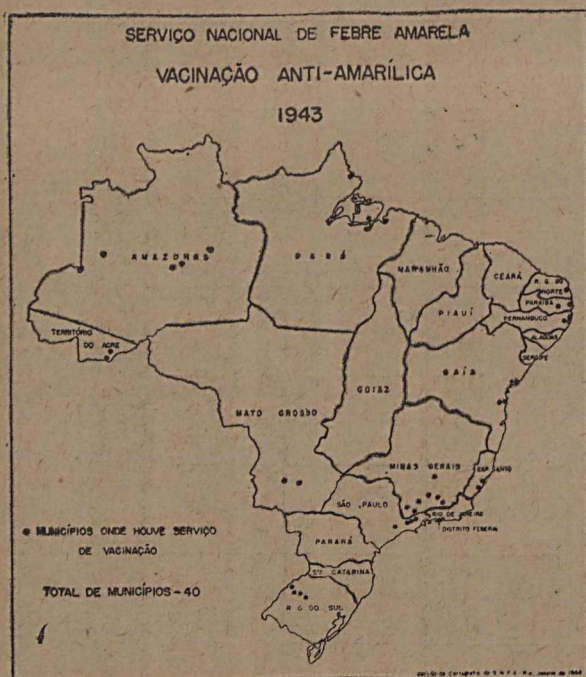 SERVIÇO NACIONAL DE FEBRE AMARELA
VACINAÇÃO ANTI-AMARÍLICA
1943
AMAZONAS
PARÁ
MARANHÃO
CEARÁ
R. G. DO
NORTE
PARAIBA
PERNAMBUCO
ALAGOAS
SERGIPE
PIAUÍ
TERRITÓRIO
DO ACRE
BAÍA
GOIAZ
MATO GROSSO
MINAS GERAIS
ESP. SANTO
SÃO PAULO
RIO DE JANEIRO
DISTRITO FEDERAL
PARANÁ
STA CATARINA
R. G. DO SUL
MUNICÍPIOS ONDE HOUVE SERVIÇO
DE VACINAÇÃO
TOTAL DE MUNICÍPIOS - 40